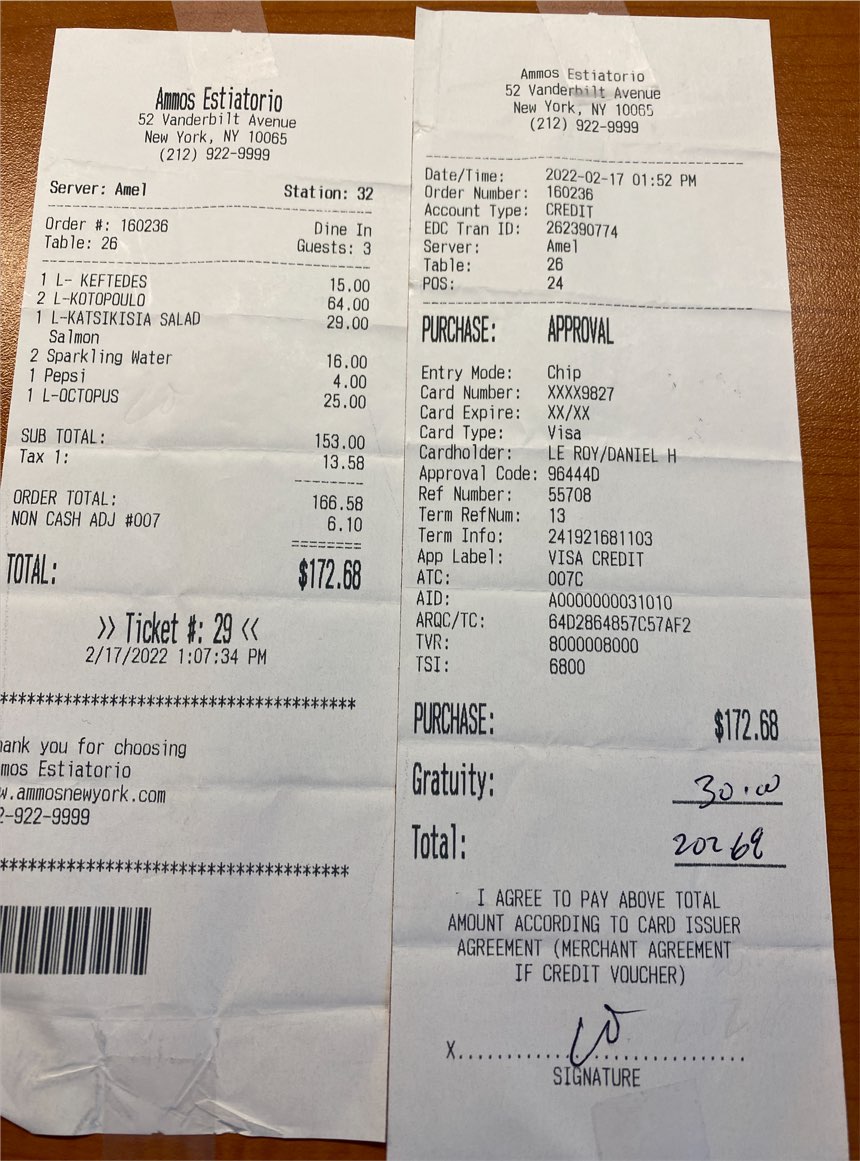 Ammos Estiatorio
52 Vanderbilt Avenue
New York, NY 10065
(212) 922-9999
Server: Amel Station: 32
Order #: 160236 Dine In
Table: 26 Guests: 3
1 L- KEFTEDES 15.00
2 L-KOTOPOULO 64.00
1 L-KATSIKISIA SALAD 29.00
Salmon
2 Sparkling Water 16.00
1 Pepsi 4.00
1 L-OCTOPUS 25.00
SUB TOTAL: 153.00
Tax 1: 13.58
ORDER TOTAL: 166.58
NON CASH ADJ #007 6.10
TOTAL: $172.68
>> Ticket #: 29 <<
2/17/2022 1:07:34 PM
****************************************
ank you for choosing
mos Estiatorio
w.ammosnewyork.com
2-922-9999
****************************************
Ammos Estiatorio
52 Vanderbilt Avenue
New York, NY 10065
(212) 922-9999
Date/Time: 2022-02-17 01:52 PM
Order Number: 160236
Account Type: CREDIT
EDC Tran ID: 262390774
Server: Amel
Table: 26
POS: 24
PURCHASE: APPROVAL
Entry Mode: Chip
Card Number: XXXX9827
Card Expire: XX/XX
Card Type: Visa
Cardholder: LE ROY/DANIEL H
Approval Code: 96444D
Ref Number: 55708
Term RefNum: 13
Term Info: 241921681103
App Label: VISA CREDIT
ATC: 007C
AID: A0000000031010
ARQC/TC: 64D2864857C57AF2
TVR: 8000008000
TSI: 6800
PURCHASE: $172.68
Gratuity: 30.00
Total: 202 69
I AGREE TO PAY ABOVE TOTAL
AMOUNT ACCORDING TO CARD ISSUER
AGREEMENT (MERCHANT AGREEMENT
IF CREDIT VOUCHER)
X................................
SIGNATURE